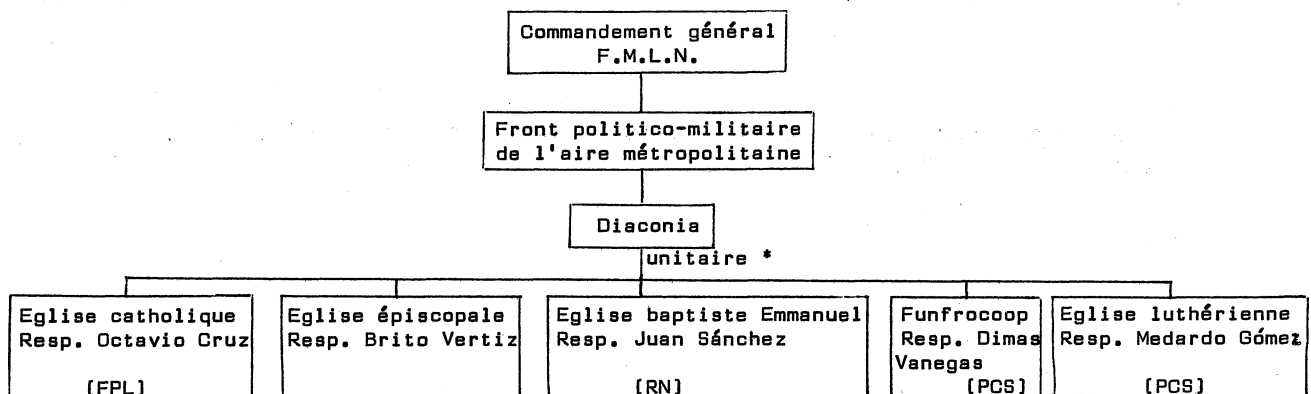 Commandement général
F.M.L.N.
Front politico-militaire
de l'aire métropolitaine
Diaconia
unitaire *
Eglise catholique
Resp. Octavio Cruz
[FPL]
Eglise épiscopale
Resp. Brito Vertiz
Eglise baptiste Emmanuel
Resp. Juan Sánchez
[RN]
Funfrocoop
Resp. Dimas
Vanegas
[PCS]
Eglise luthérienne
Resp. Medardo Gómez
[PCS]